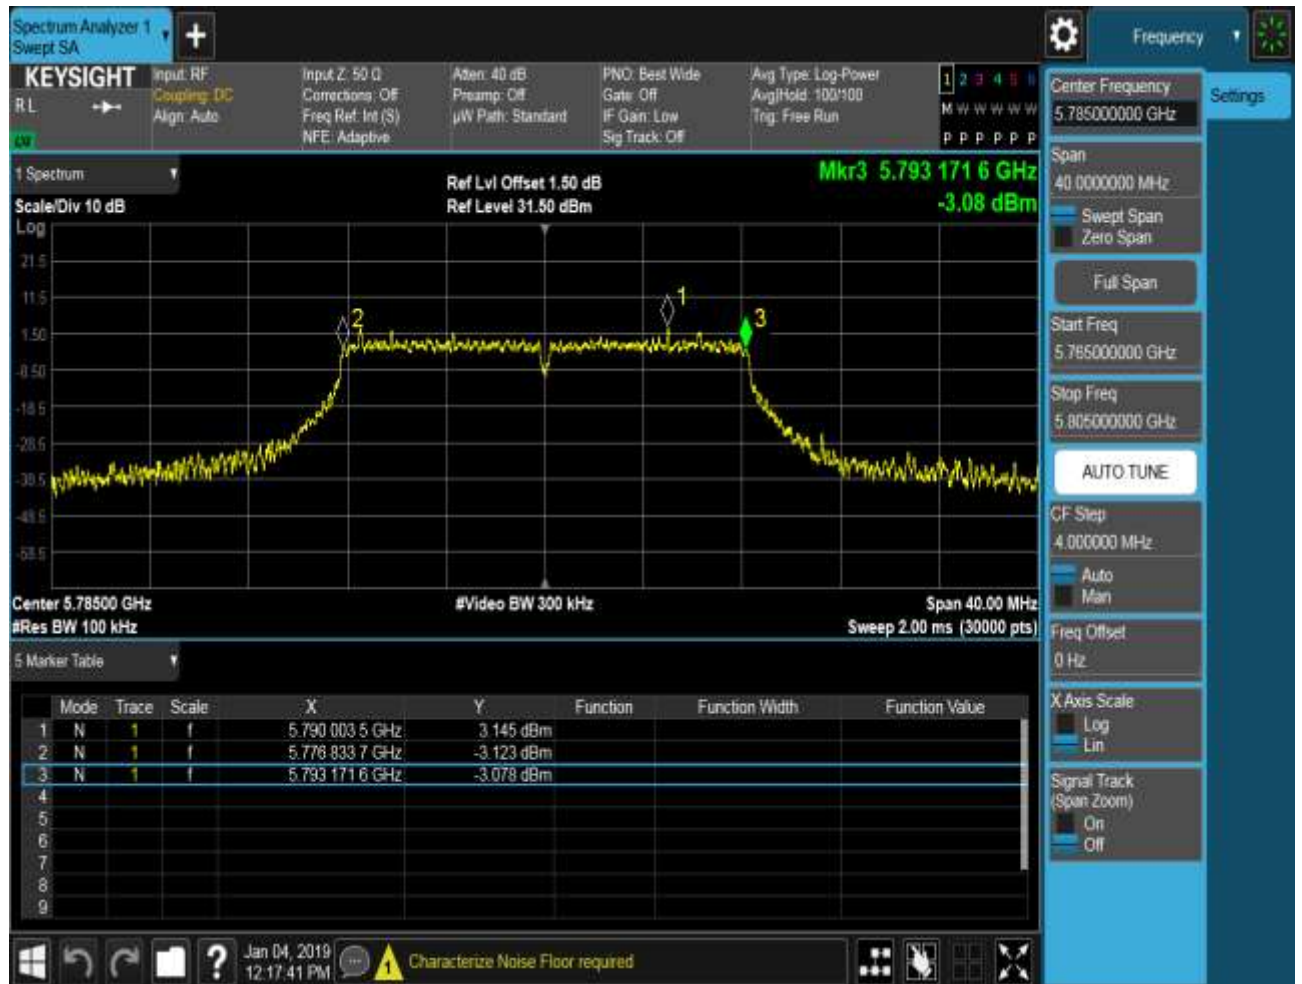 Spectrum Analyzer 1
Swept SA
+
Frequency
KEYSIGHT
RL
Input: RF
Coupling: DC
Align: Auto
Input Z: 50 Ω
Corrections: Off
Freq Ref: Int (S)
NFE: Adaptive
Atten: 40 dB
Preamp: Off
µW Path: Standard
PNO: Best Wide
Gate: Off
IF Gain: Low
Sig Track: Off
Avg Type: Log-Power
Avg|Hold: 100/100
Trig: Free Run
1 2 3 4 5 6
M W W W W W
P P P P P P
1 Spectrum
Scale/Div 10 dB
Log
Ref Lvl Offset 1.50 dB
Ref Level 31.50 dBm
Mkr3 5.793 171 6 GHz
-3.08 dBm
21.5
11.5
1.50
-8.50
-18.5
-28.5
-38.5
-48.5
-58.5
1
2
3
Center 5.78500 GHz
#Video BW 300 kHz
Span 40.00 MHz
#Res BW 100 kHz
Sweep 2.00 ms (30000 pts)
5 Marker Table
Mode Trace Scale X Y Function Function Width Function Value
1 N 1 f 5.790 003 5 GHz 3.145 dBm
2 N 1 f 5.776 833 7 GHz -3.123 dBm
3 N 1 f 5.793 171 6 GHz -3.078 dBm
4
5
6
7
8
9
Center Frequency
5.785000000 GHz
Settings
Span
40.0000000 MHz
Swept Span
Zero Span
Full Span
Start Freq
5.765000000 GHz
Stop Freq
5.805000000 GHz
AUTO TUNE
CF Step
4.000000 MHz
Auto
Man
Freq Offset
0 Hz
X Axis Scale
Log
Lin
Signal Track
(Span Zoom)
On
Off
?
Jan 04, 2019
12:17:41 PM
1
Characterize Noise Floor required